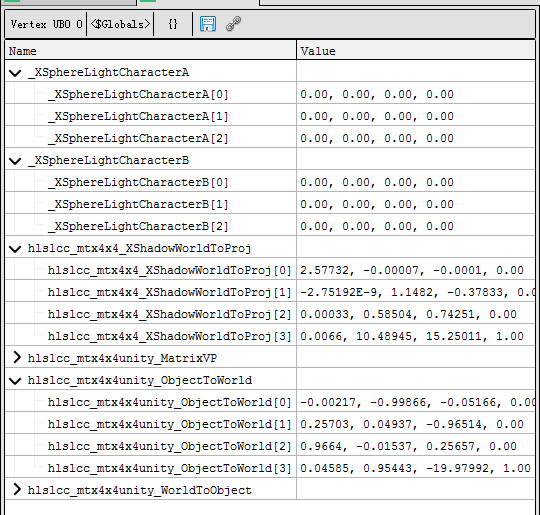 Vertex UBO 0 <$Globals> {}
Name Value
_XSphereLightCharacterA
_XSphereLightCharacterA[0] 0.00, 0.00, 0.00, 0.00
_XSphereLightCharacterA[1] 0.00, 0.00, 0.00, 0.00
_XSphereLightCharacterA[2] 0.00, 0.00, 0.00, 0.00
_XSphereLightCharacterB
_XSphereLightCharacterB[0] 0.00, 0.00, 0.00, 0.00
_XSphereLightCharacterB[1] 0.00, 0.00, 0.00, 0.00
_XSphereLightCharacterB[2] 0.00, 0.00, 0.00, 0.00
hlslcc_mtx4x4_XShadowWorldToProj
hlslcc_mtx4x4_XShadowWorldToProj[0] 2.57732, -0.00007, -0.0001, 0.00
hlslcc_mtx4x4_XShadowWorldToProj[1] -2.75192E-9, 1.1482, -0.37833, 0.0
hlslcc_mtx4x4_XShadowWorldToProj[2] 0.00033, 0.58504, 0.74251, 0.00
hlslcc_mtx4x4_XShadowWorldToProj[3] 0.0066, 10.48945, 15.25011, 1.00
hlslcc_mtx4x4unity_MatrixVP
hlslcc_mtx4x4unity_ObjectToWorld
hlslcc_mtx4x4unity_ObjectToWorld[0] -0.00217, -0.99866, -0.05166, 0.00
hlslcc_mtx4x4unity_ObjectToWorld[1] 0.25703, 0.04937, -0.96514, 0.00
hlslcc_mtx4x4unity_ObjectToWorld[2] 0.9664, -0.01537, 0.25657, 0.00
hlslcc_mtx4x4unity_ObjectToWorld[3] 0.04585, 0.95443, -19.97992, 1.00
hlslcc_mtx4x4unity_WorldToObject